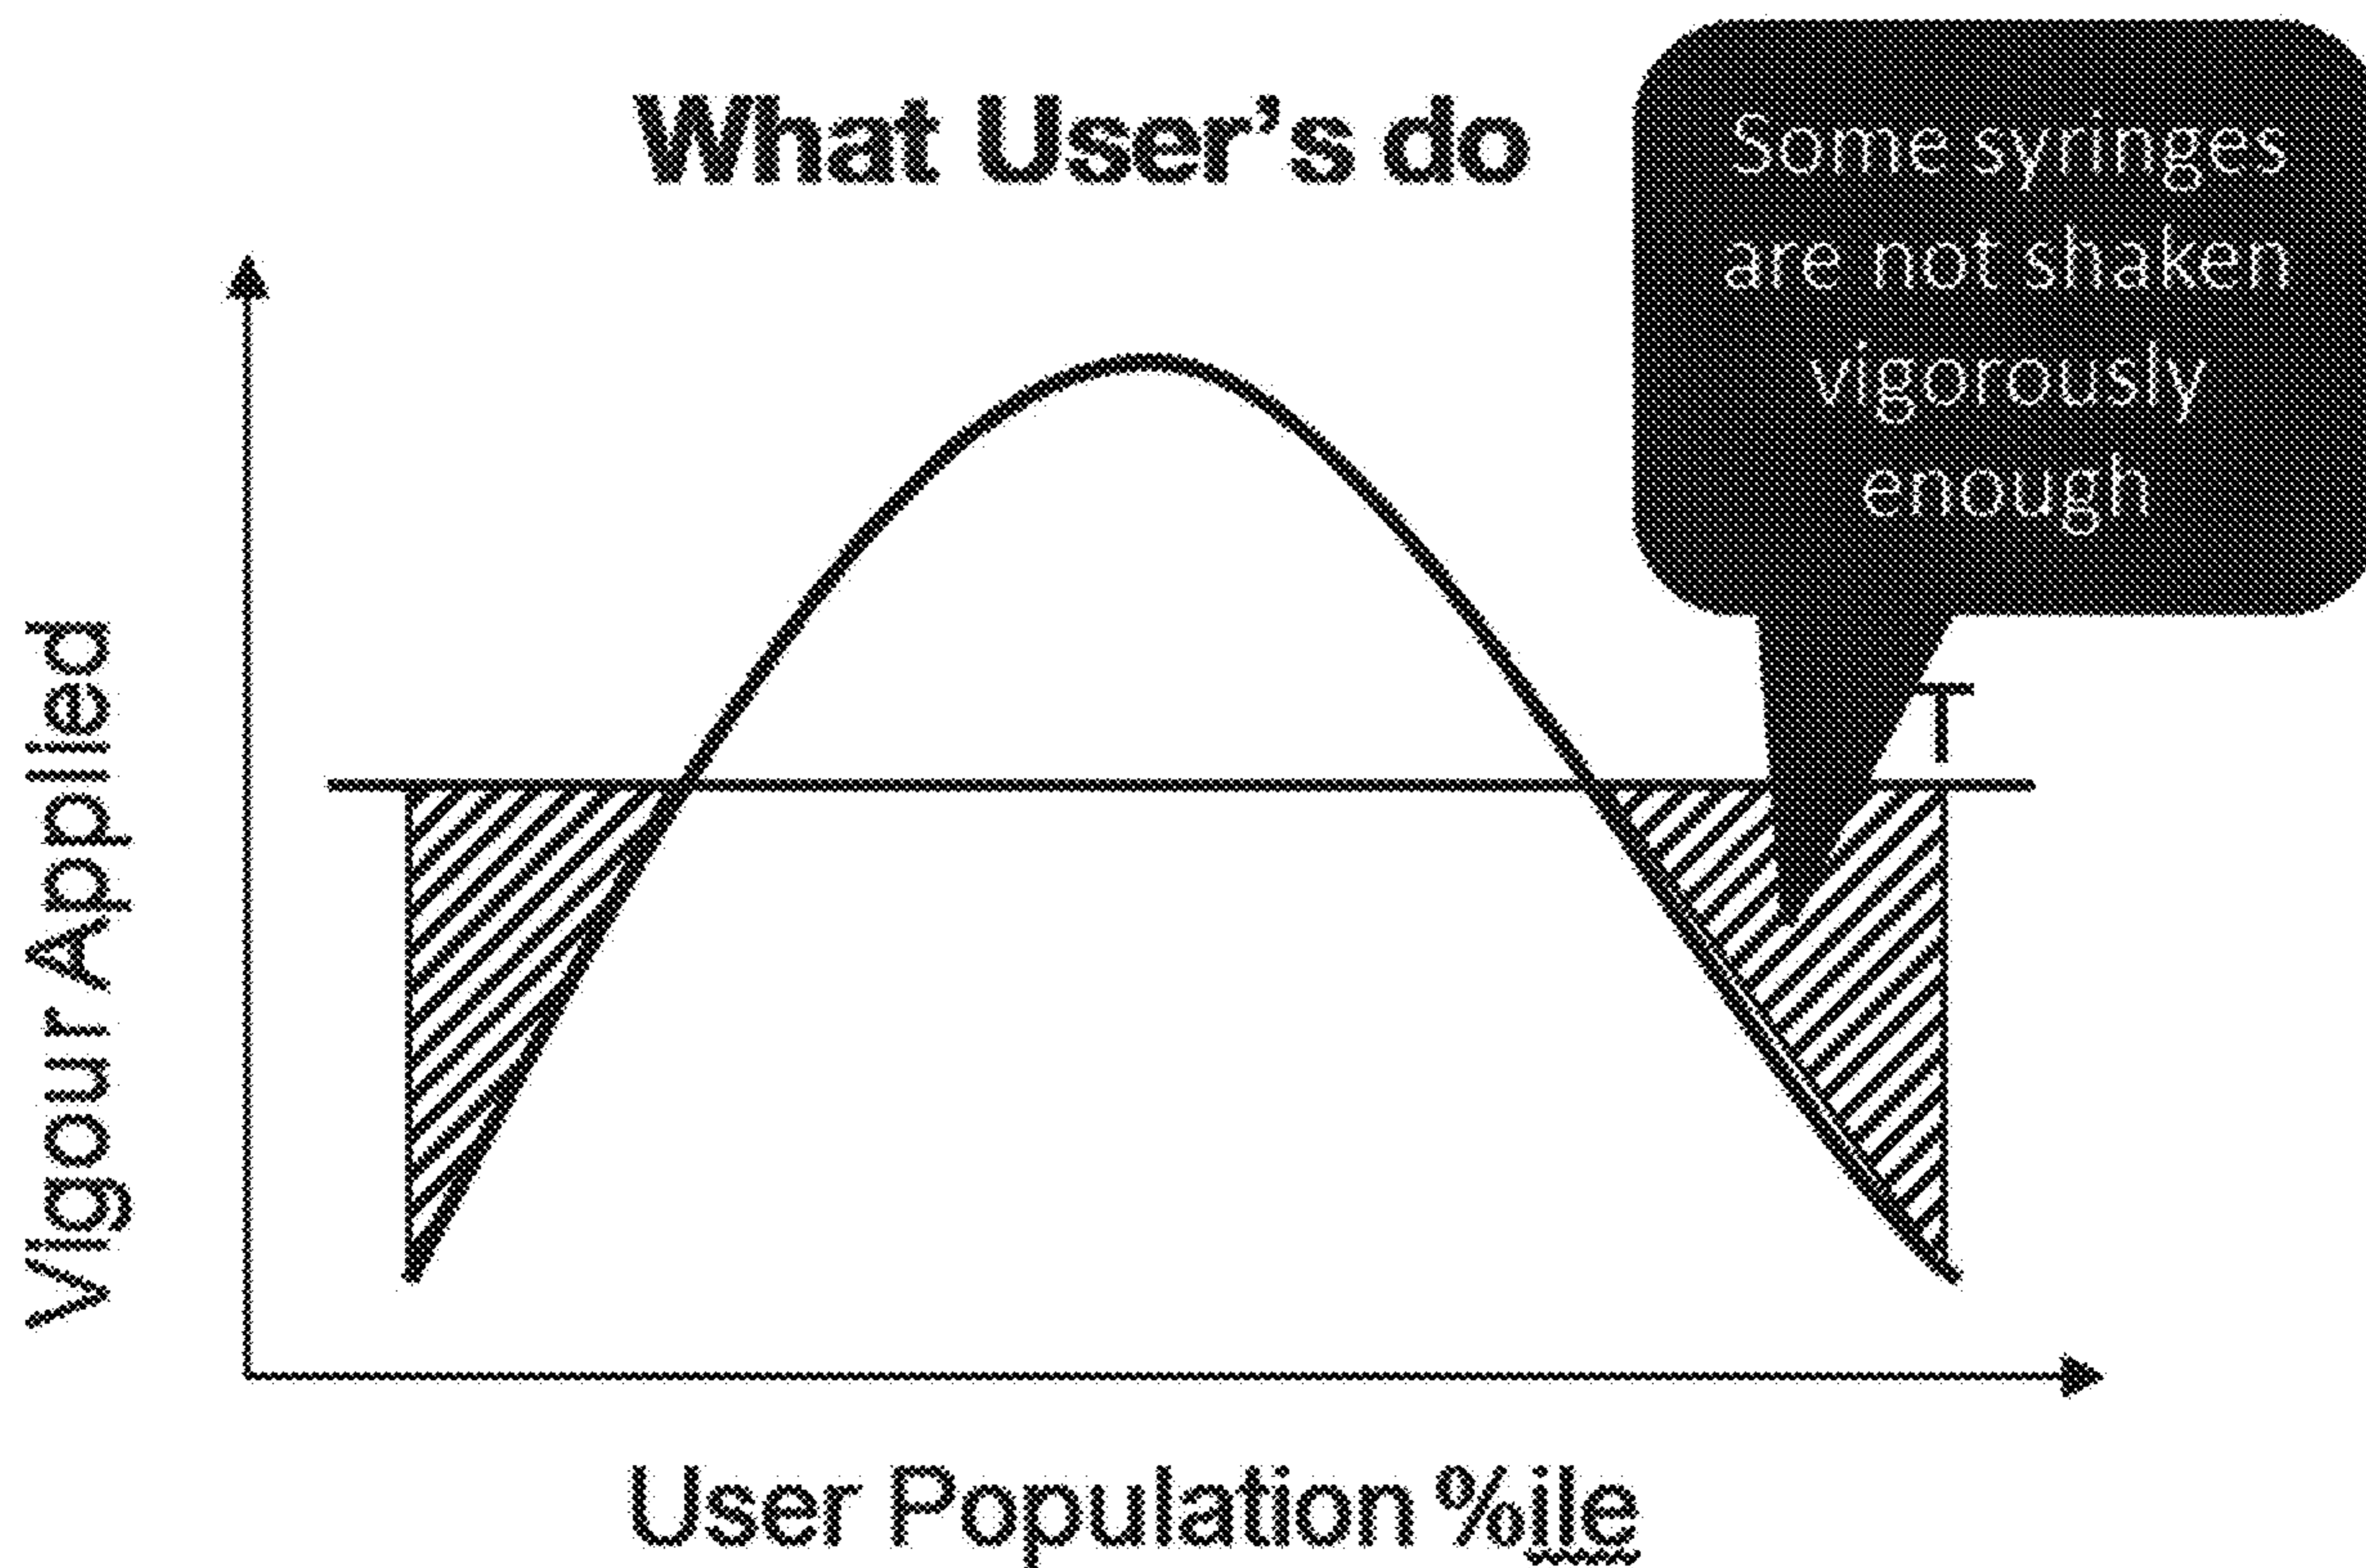 What User's do
Some syringes
are not shaken
vigorously
enough
T
Vigour Applied
User Population %ile